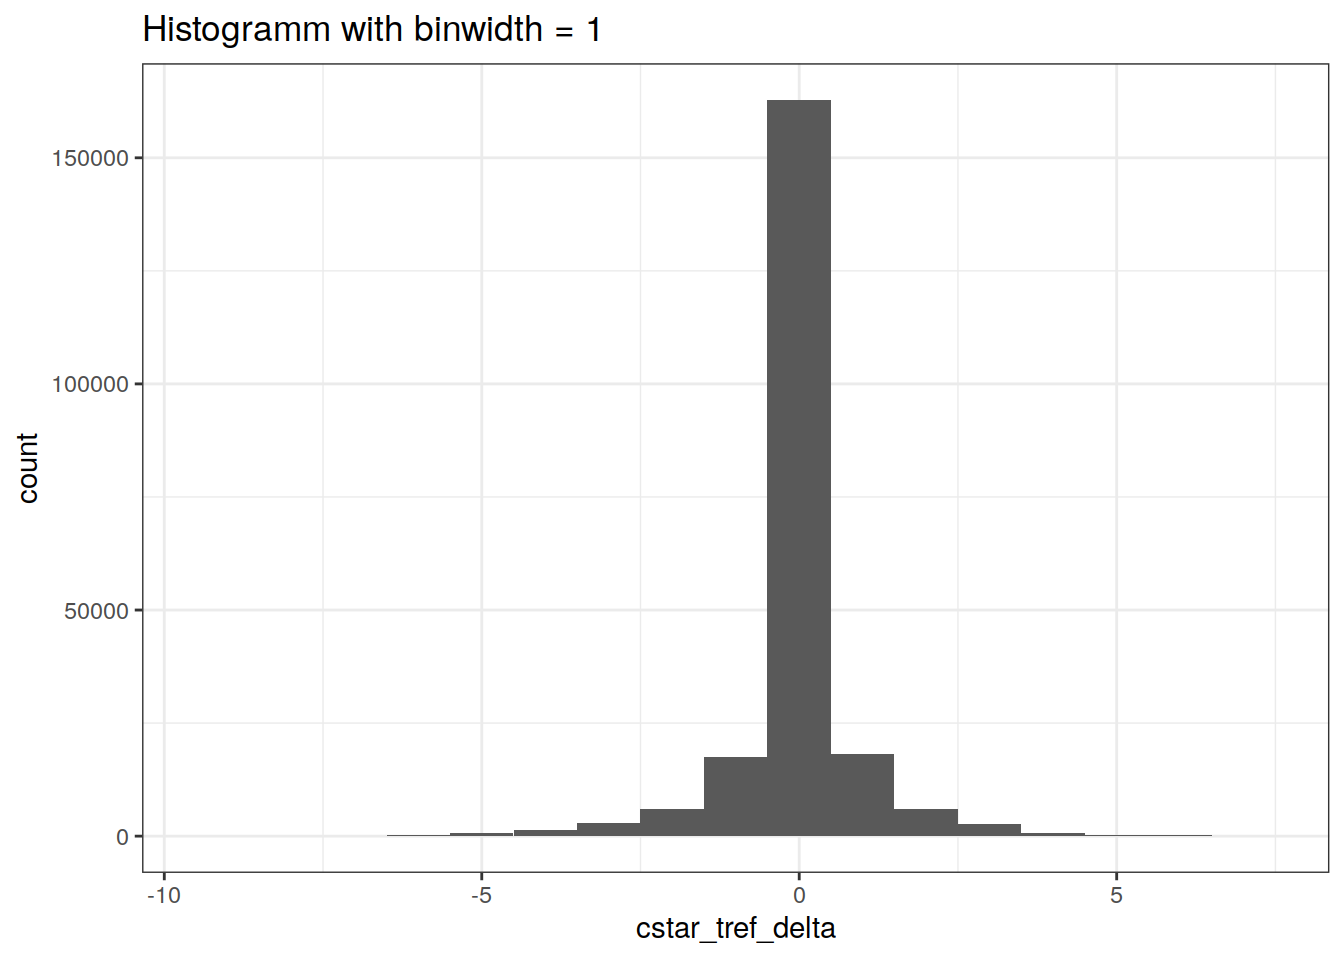 Histogramm with binwidth = 1
150000
100000
50000
0
count
-10
-5
0
5
cstar_tref_delta